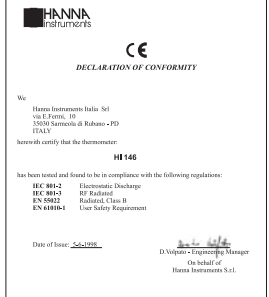 HANNA
instruments
CE
DECLARATION OF CONFORMITY
We
Hanna Instruments Italia Srl
via E.Fermi, 10
35030 Sarmeola di Rubano - PD
ITALY
herewith certify that the thermometer:
HI 146
has been tested and found to be in compliance with the following regulations:
IEC 801-2 Electrostatic Discharge
IEC 801-3 RF Radiated
EN 55022 Radiated, Class B
EN 61010-1 User Safety Requirement
Date of Issue: 5-6-1998
D.Volpato - Engineering Manager
On behalf of
Hanna Instruments S.r.l.